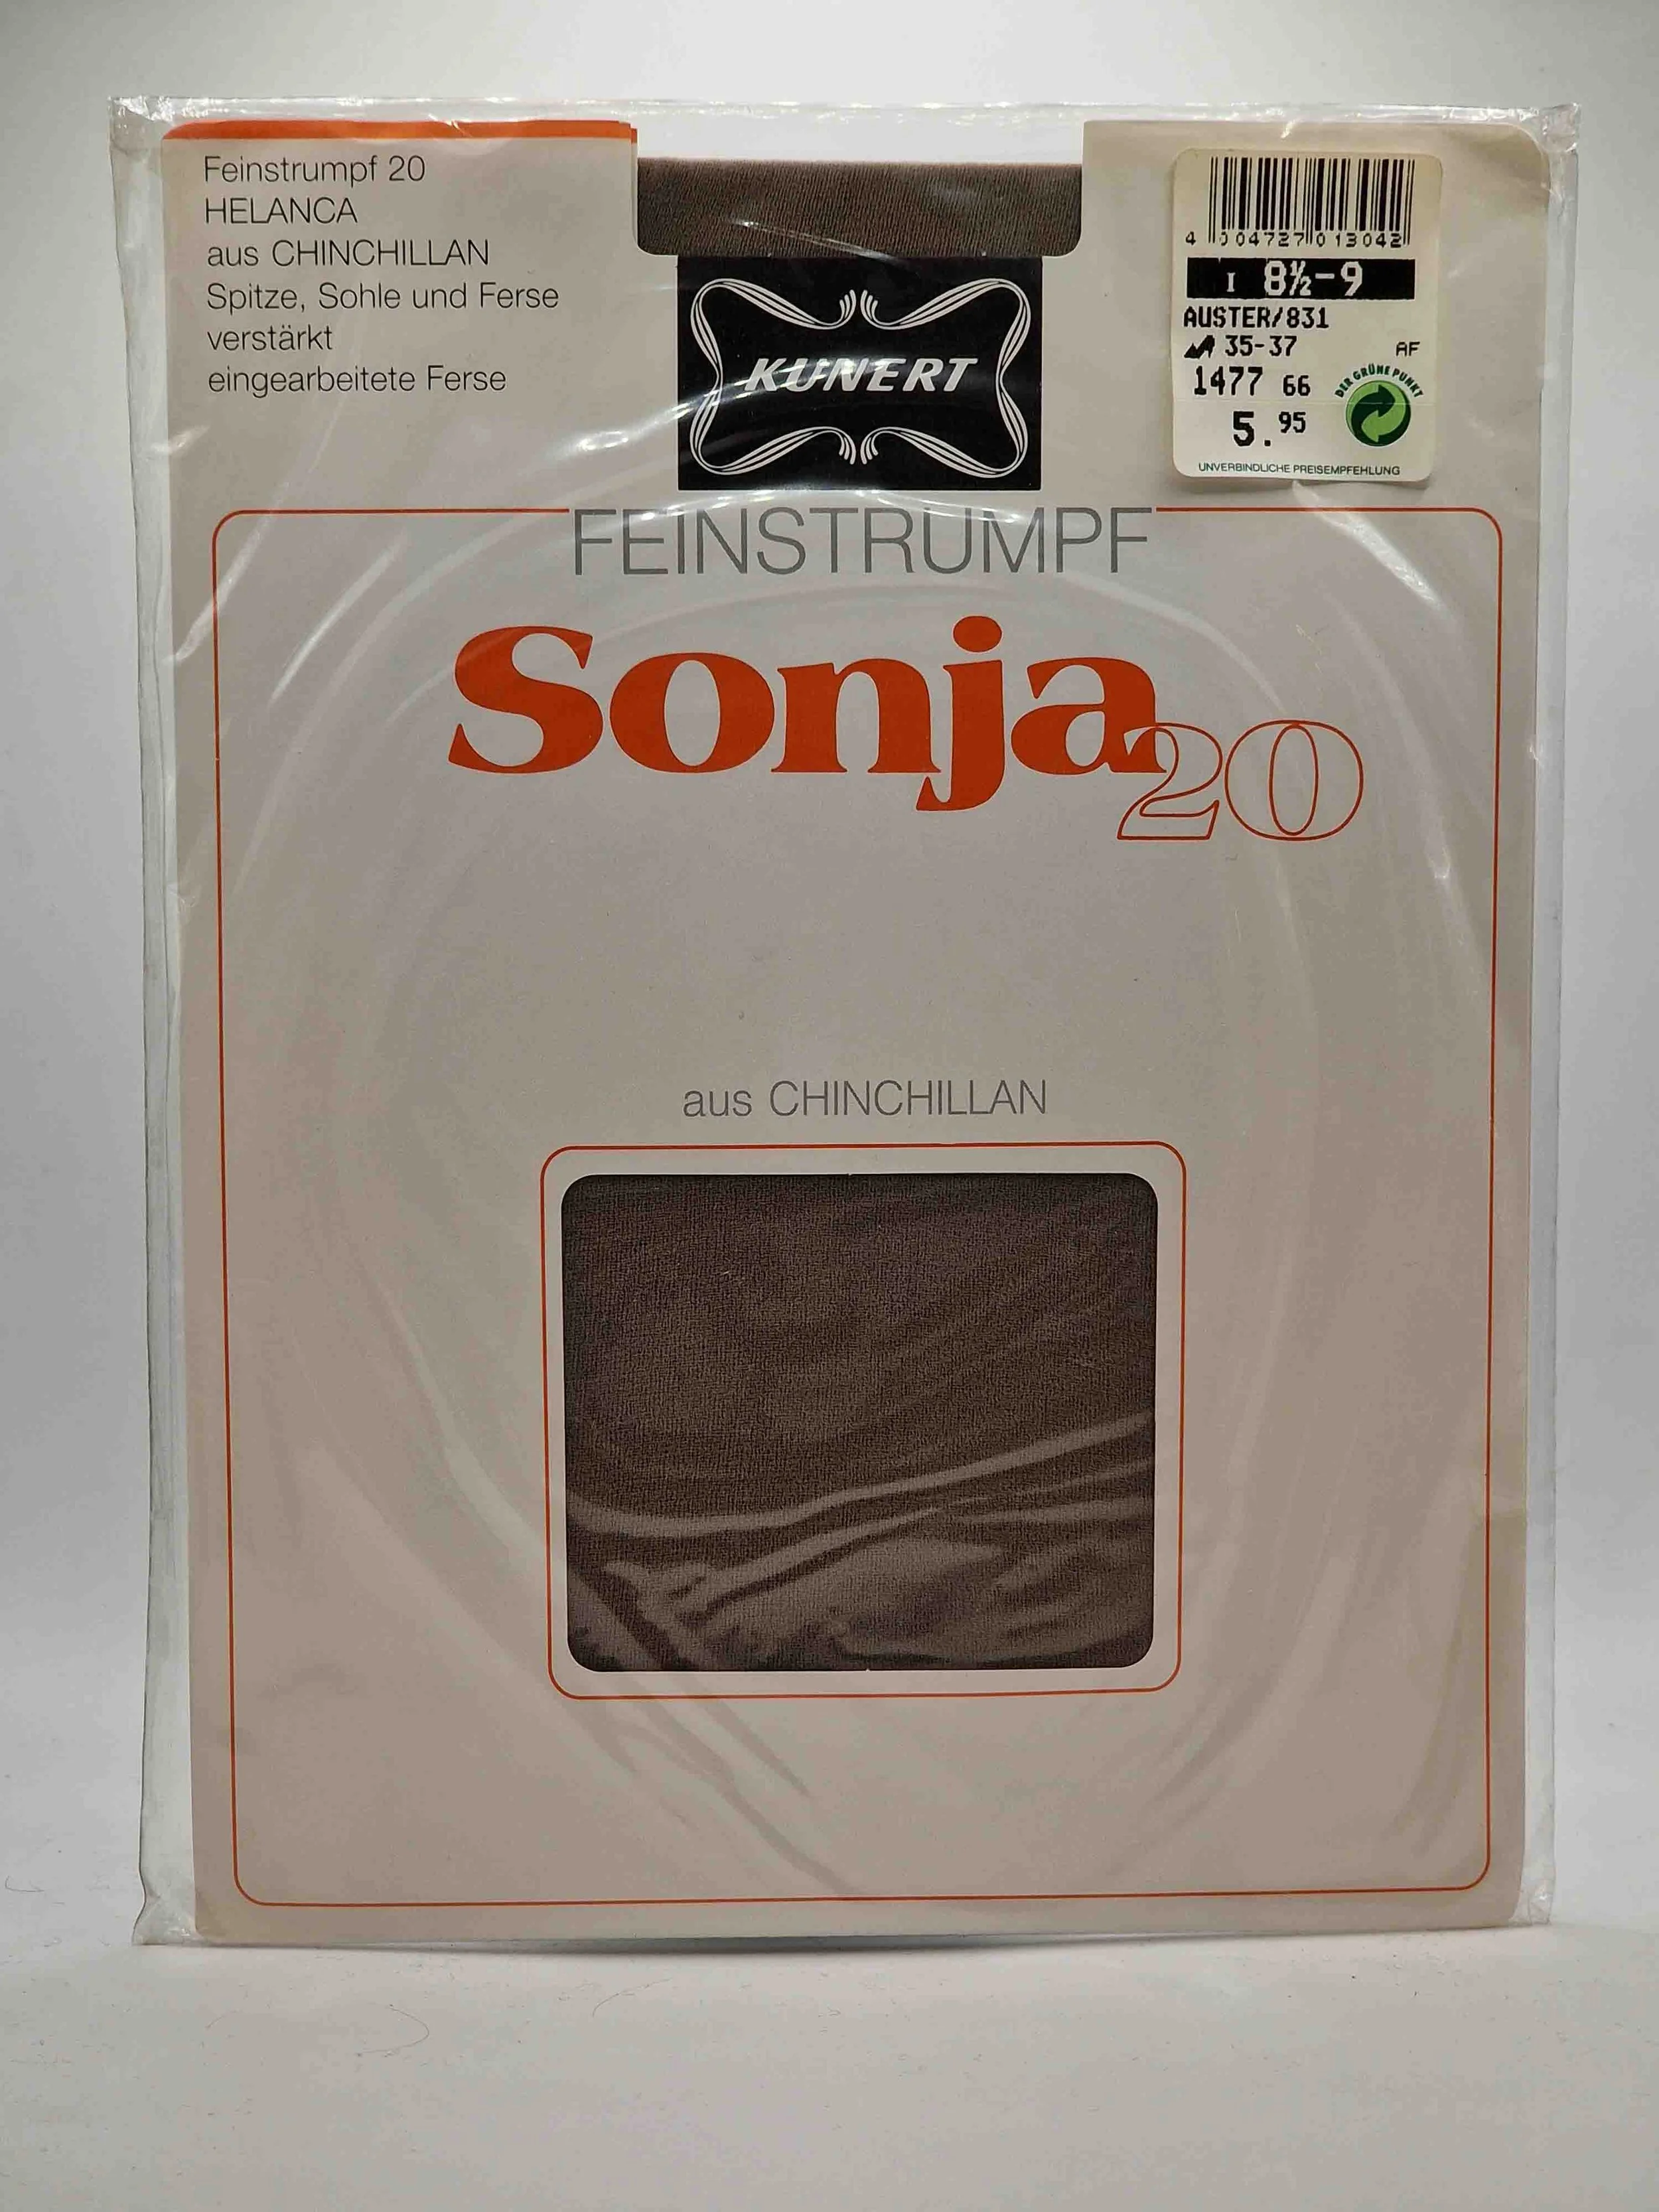 Feinstrumpf 20
HELANCA
aus CHINCHILLAN
Spitze, Sohle und Ferse
verstärkt
eingearbeitete Ferse
KUNERT
4 004727 013042
I 8½-9
AUSTER/831
35-37 AF
1477 66
5.95
DER GRÜNE PUNKT
UNVERBINDLICHE PREISEMPFEHLUNG
FEINSTRUMPF
Sonja 20
aus CHINCHILLAN